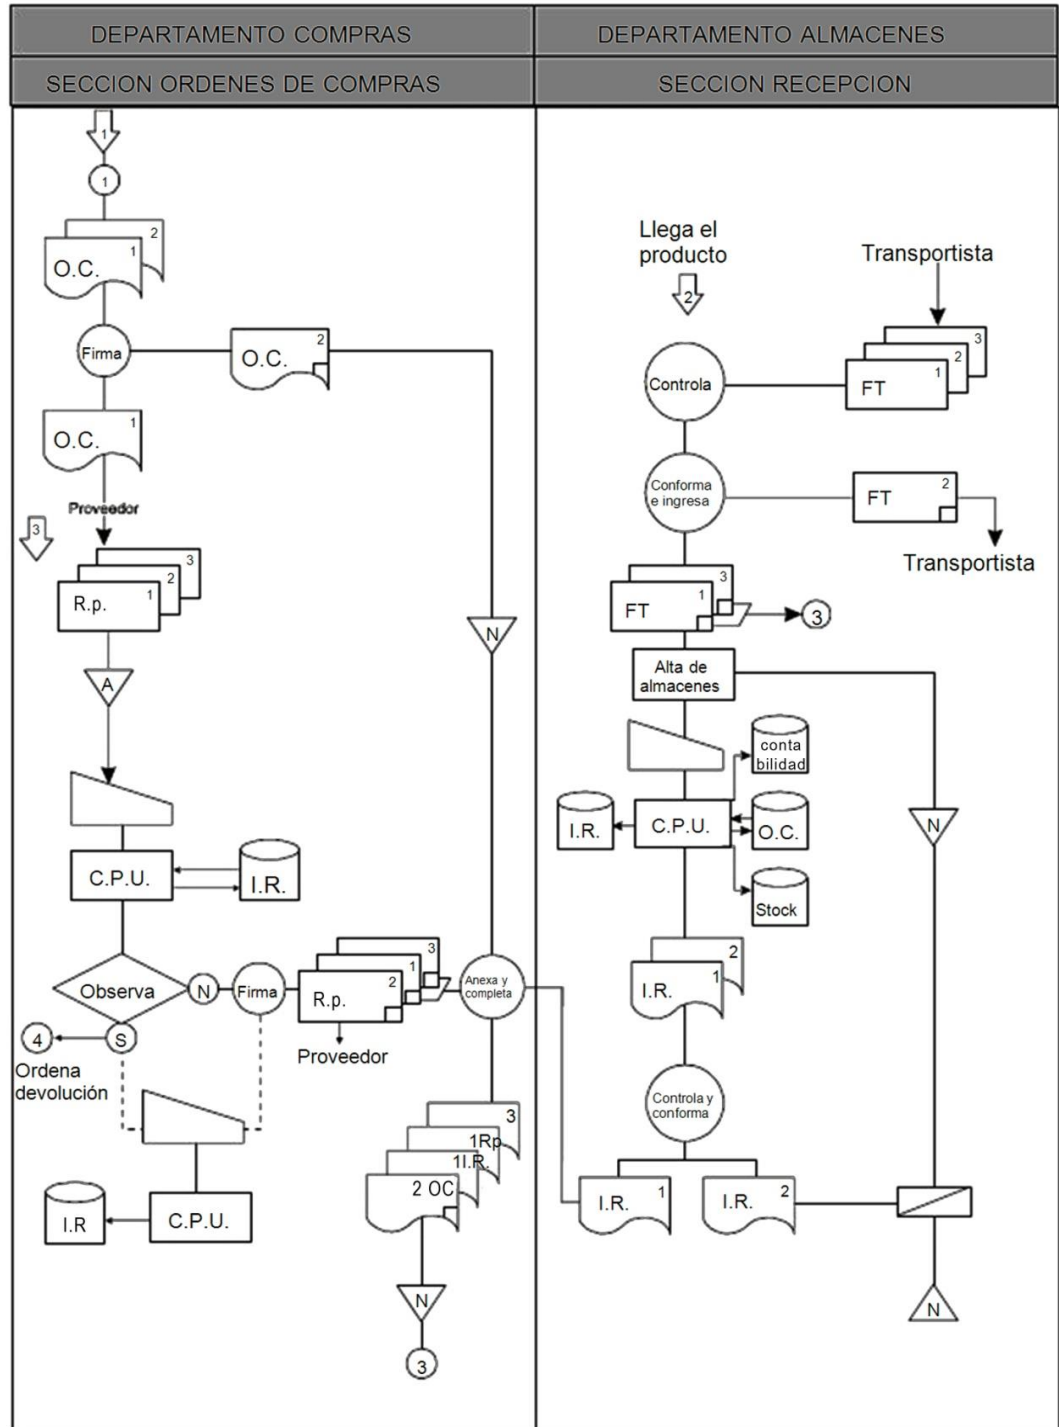 DEPARTAMENTO COMPRAS
DEPARTAMENTO ALMACENES
SECCION ORDENES DE COMPRAS
SECCION RECEPCION
1
1
2
1
O.C.
Firma
2
O.C.
1
O.C.
Proveedor
3
3
2
1
R.p.
A
N
C.P.U.
I.R.
Observa
N
Firma
3
1
2
R.p.
Anexa y
completa
4
S
Proveedor
Ordena
devolución
3
1Rp
1I.R.
2 OC
I.R
C.P.U.
N
3
Llega el
producto
2
Transportista
3
2
1
FT
Controla
Conforma
e ingresa
2
FT
Transportista
3
1
FT
3
Alta de
almacenes
conta
bilidad
I.R.
C.P.U.
O.C.
N
Stock
2
1
I.R.
Controla y
conforma
1
I.R.
2
I.R.
N